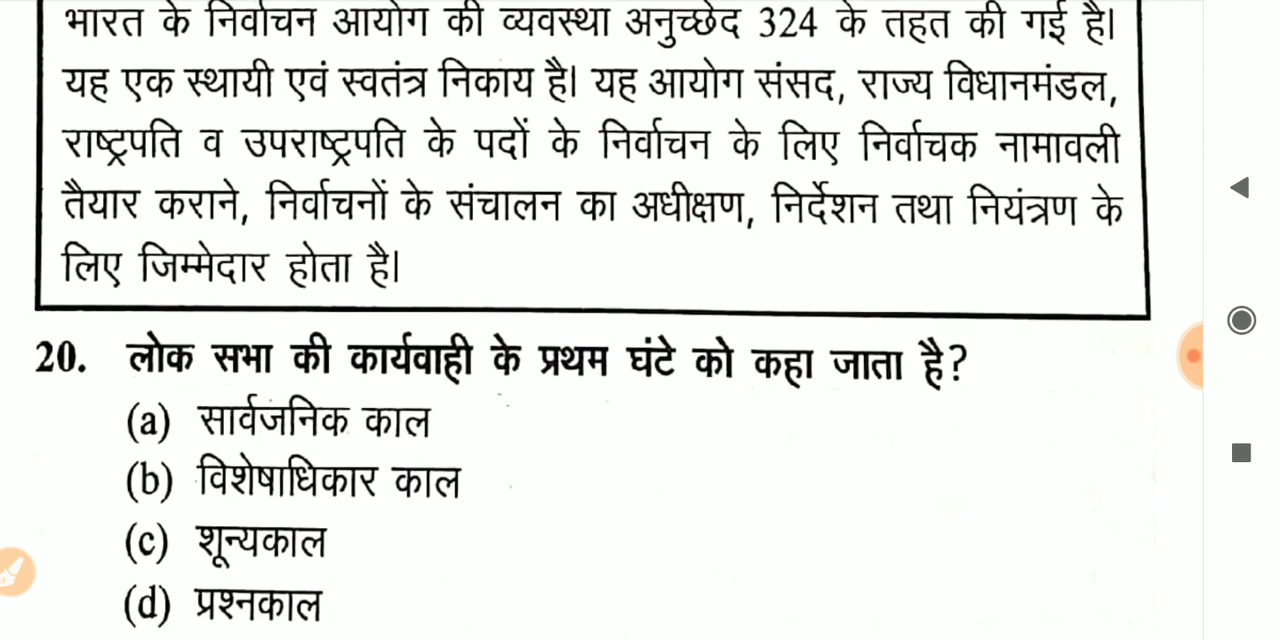 भारत के निर्वाचन आयोग की व्यवस्था अनुच्छेद 324 के तहत की गई है।
यह एक स्थायी एवं स्वतंत्र निकाय है। यह आयोग संसद, राज्य विधानमंडल,
राष्ट्रपति व उपराष्ट्रपति के पदों के निर्वाचन के लिए निर्वाचक नामावली
तैयार कराने, निर्वाचनों के संचालन का अधीक्षण, निर्देशन तथा नियंत्रण के
लिए जिम्मेदार होता है।
20. लोक सभा की कार्यवाही के प्रथम घंटे को कहा जाता है?
(a) सार्वजनिक काल
(b) विशेषाधिकार काल
(c) शून्यकाल
(d) प्रश्नकाल